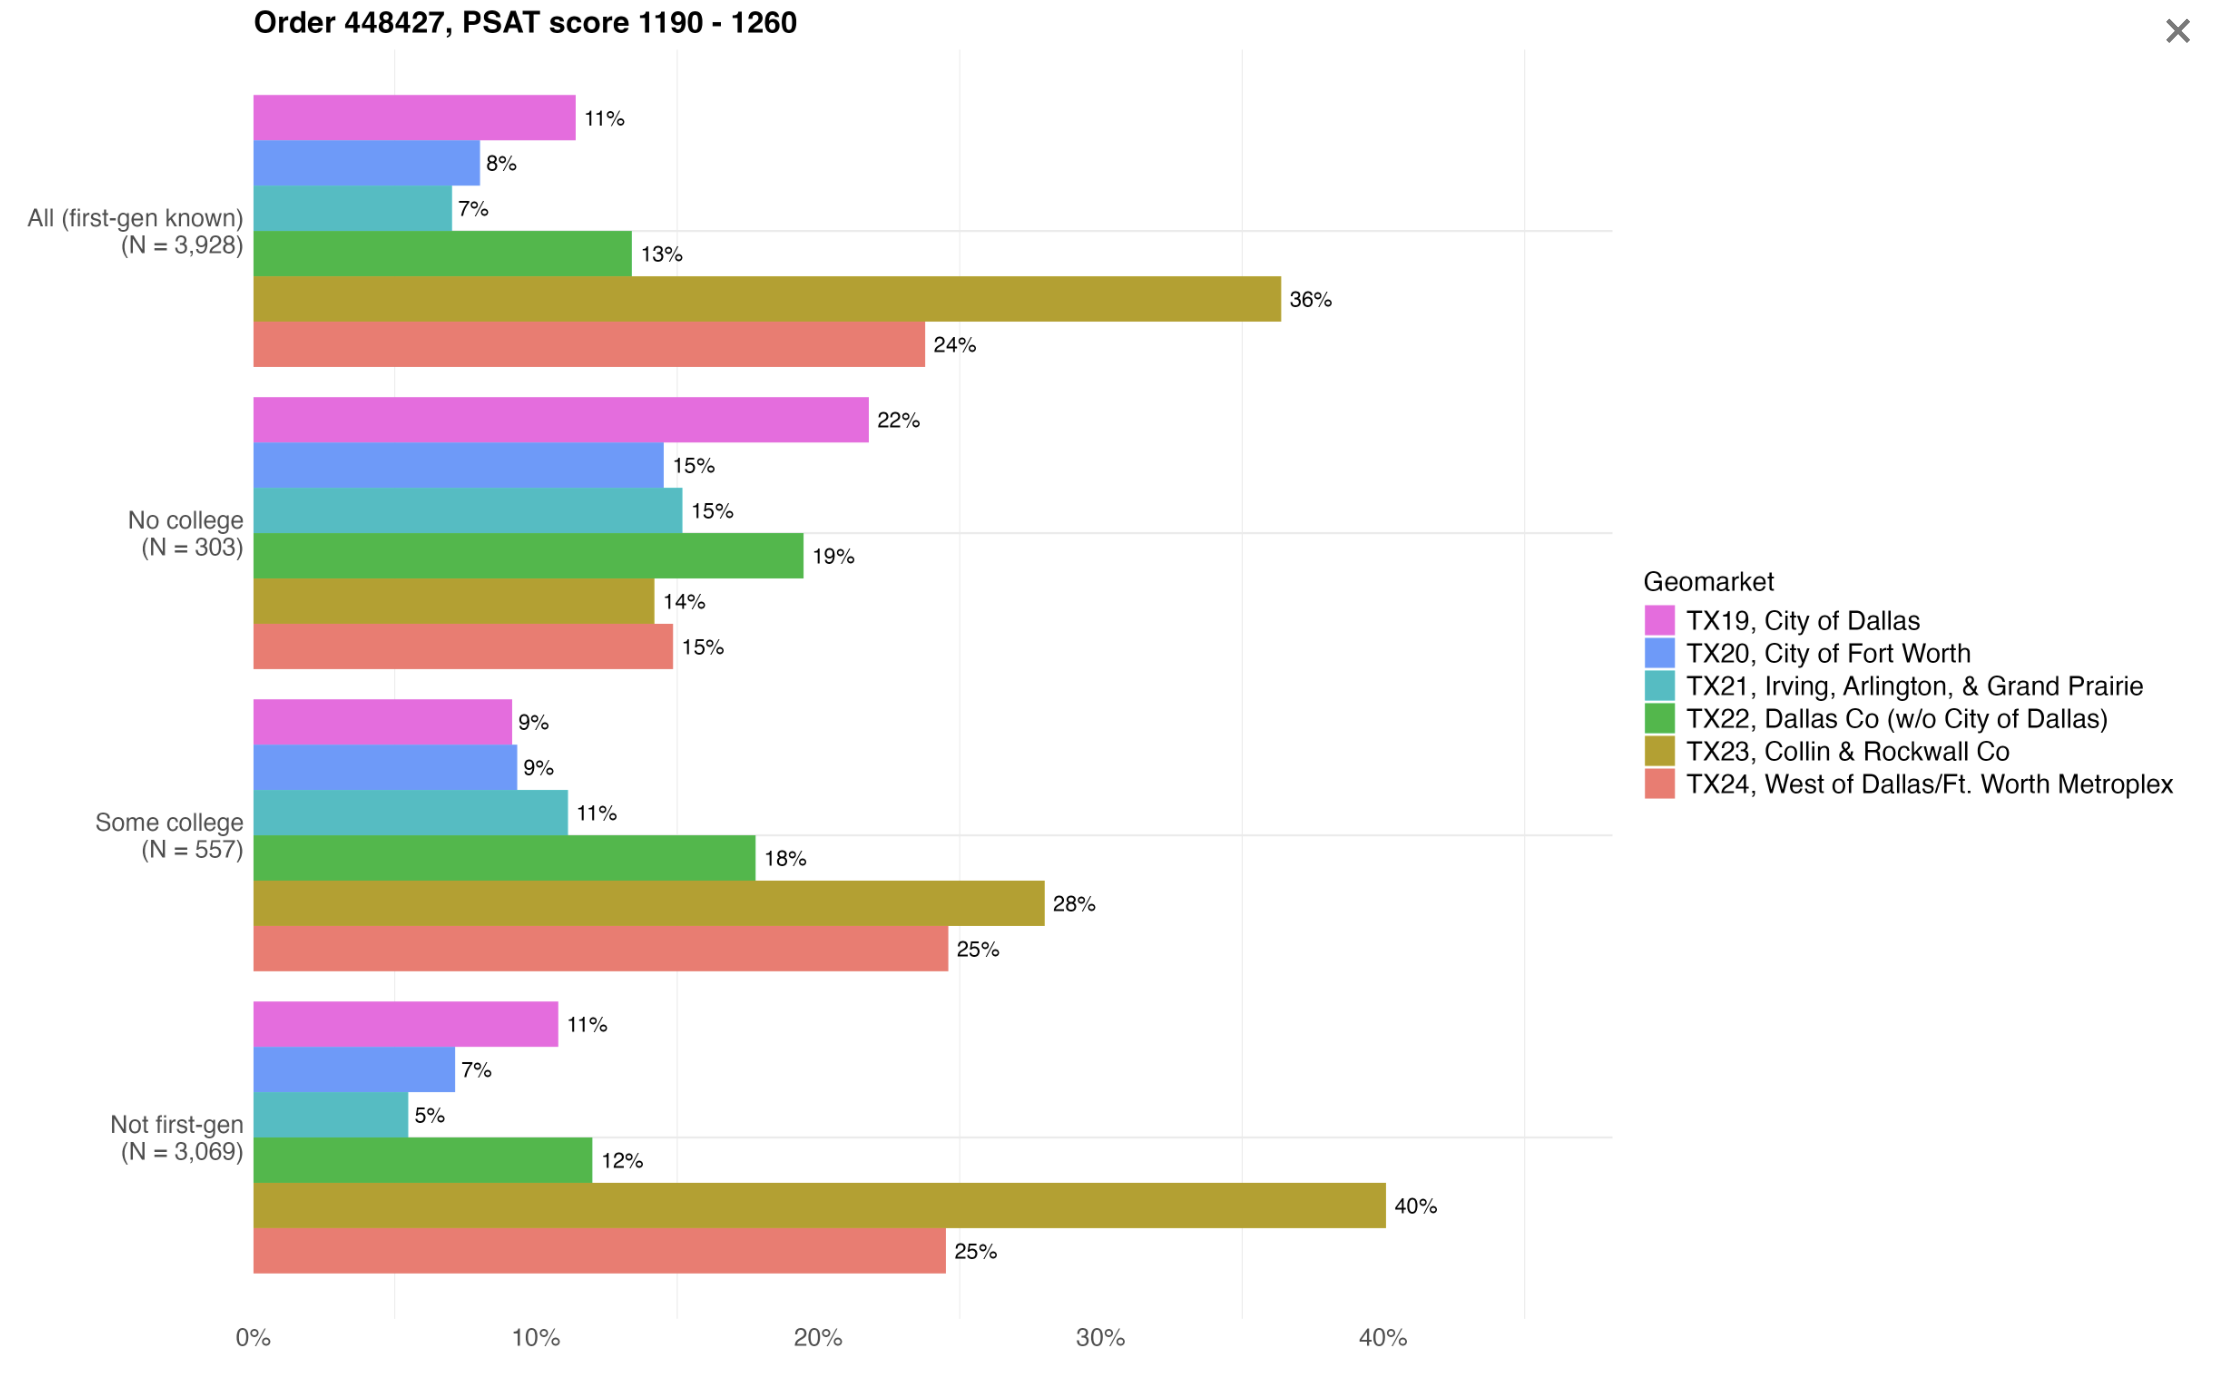 Order 448427, PSAT score 1190 - 1260
All (first-gen known)
(N = 3,928)
11%
8%
7%
13%
36%
24%
No college
(N = 303)
22%
15%
15%
19%
14%
15%
Some college
(N = 557)
9%
9%
11%
18%
28%
25%
Not first-gen
(N = 3,069)
11%
7%
5%
12%
40%
25%
0%
10%
20%
30%
40%
Geomarket
TX19, City of Dallas
TX20, City of Fort Worth
TX21, Irving, Arlington, & Grand Prairie
TX22, Dallas Co (w/o City of Dallas)
TX23, Collin & Rockwall Co
TX24, West of Dallas/Ft. Worth Metroplex